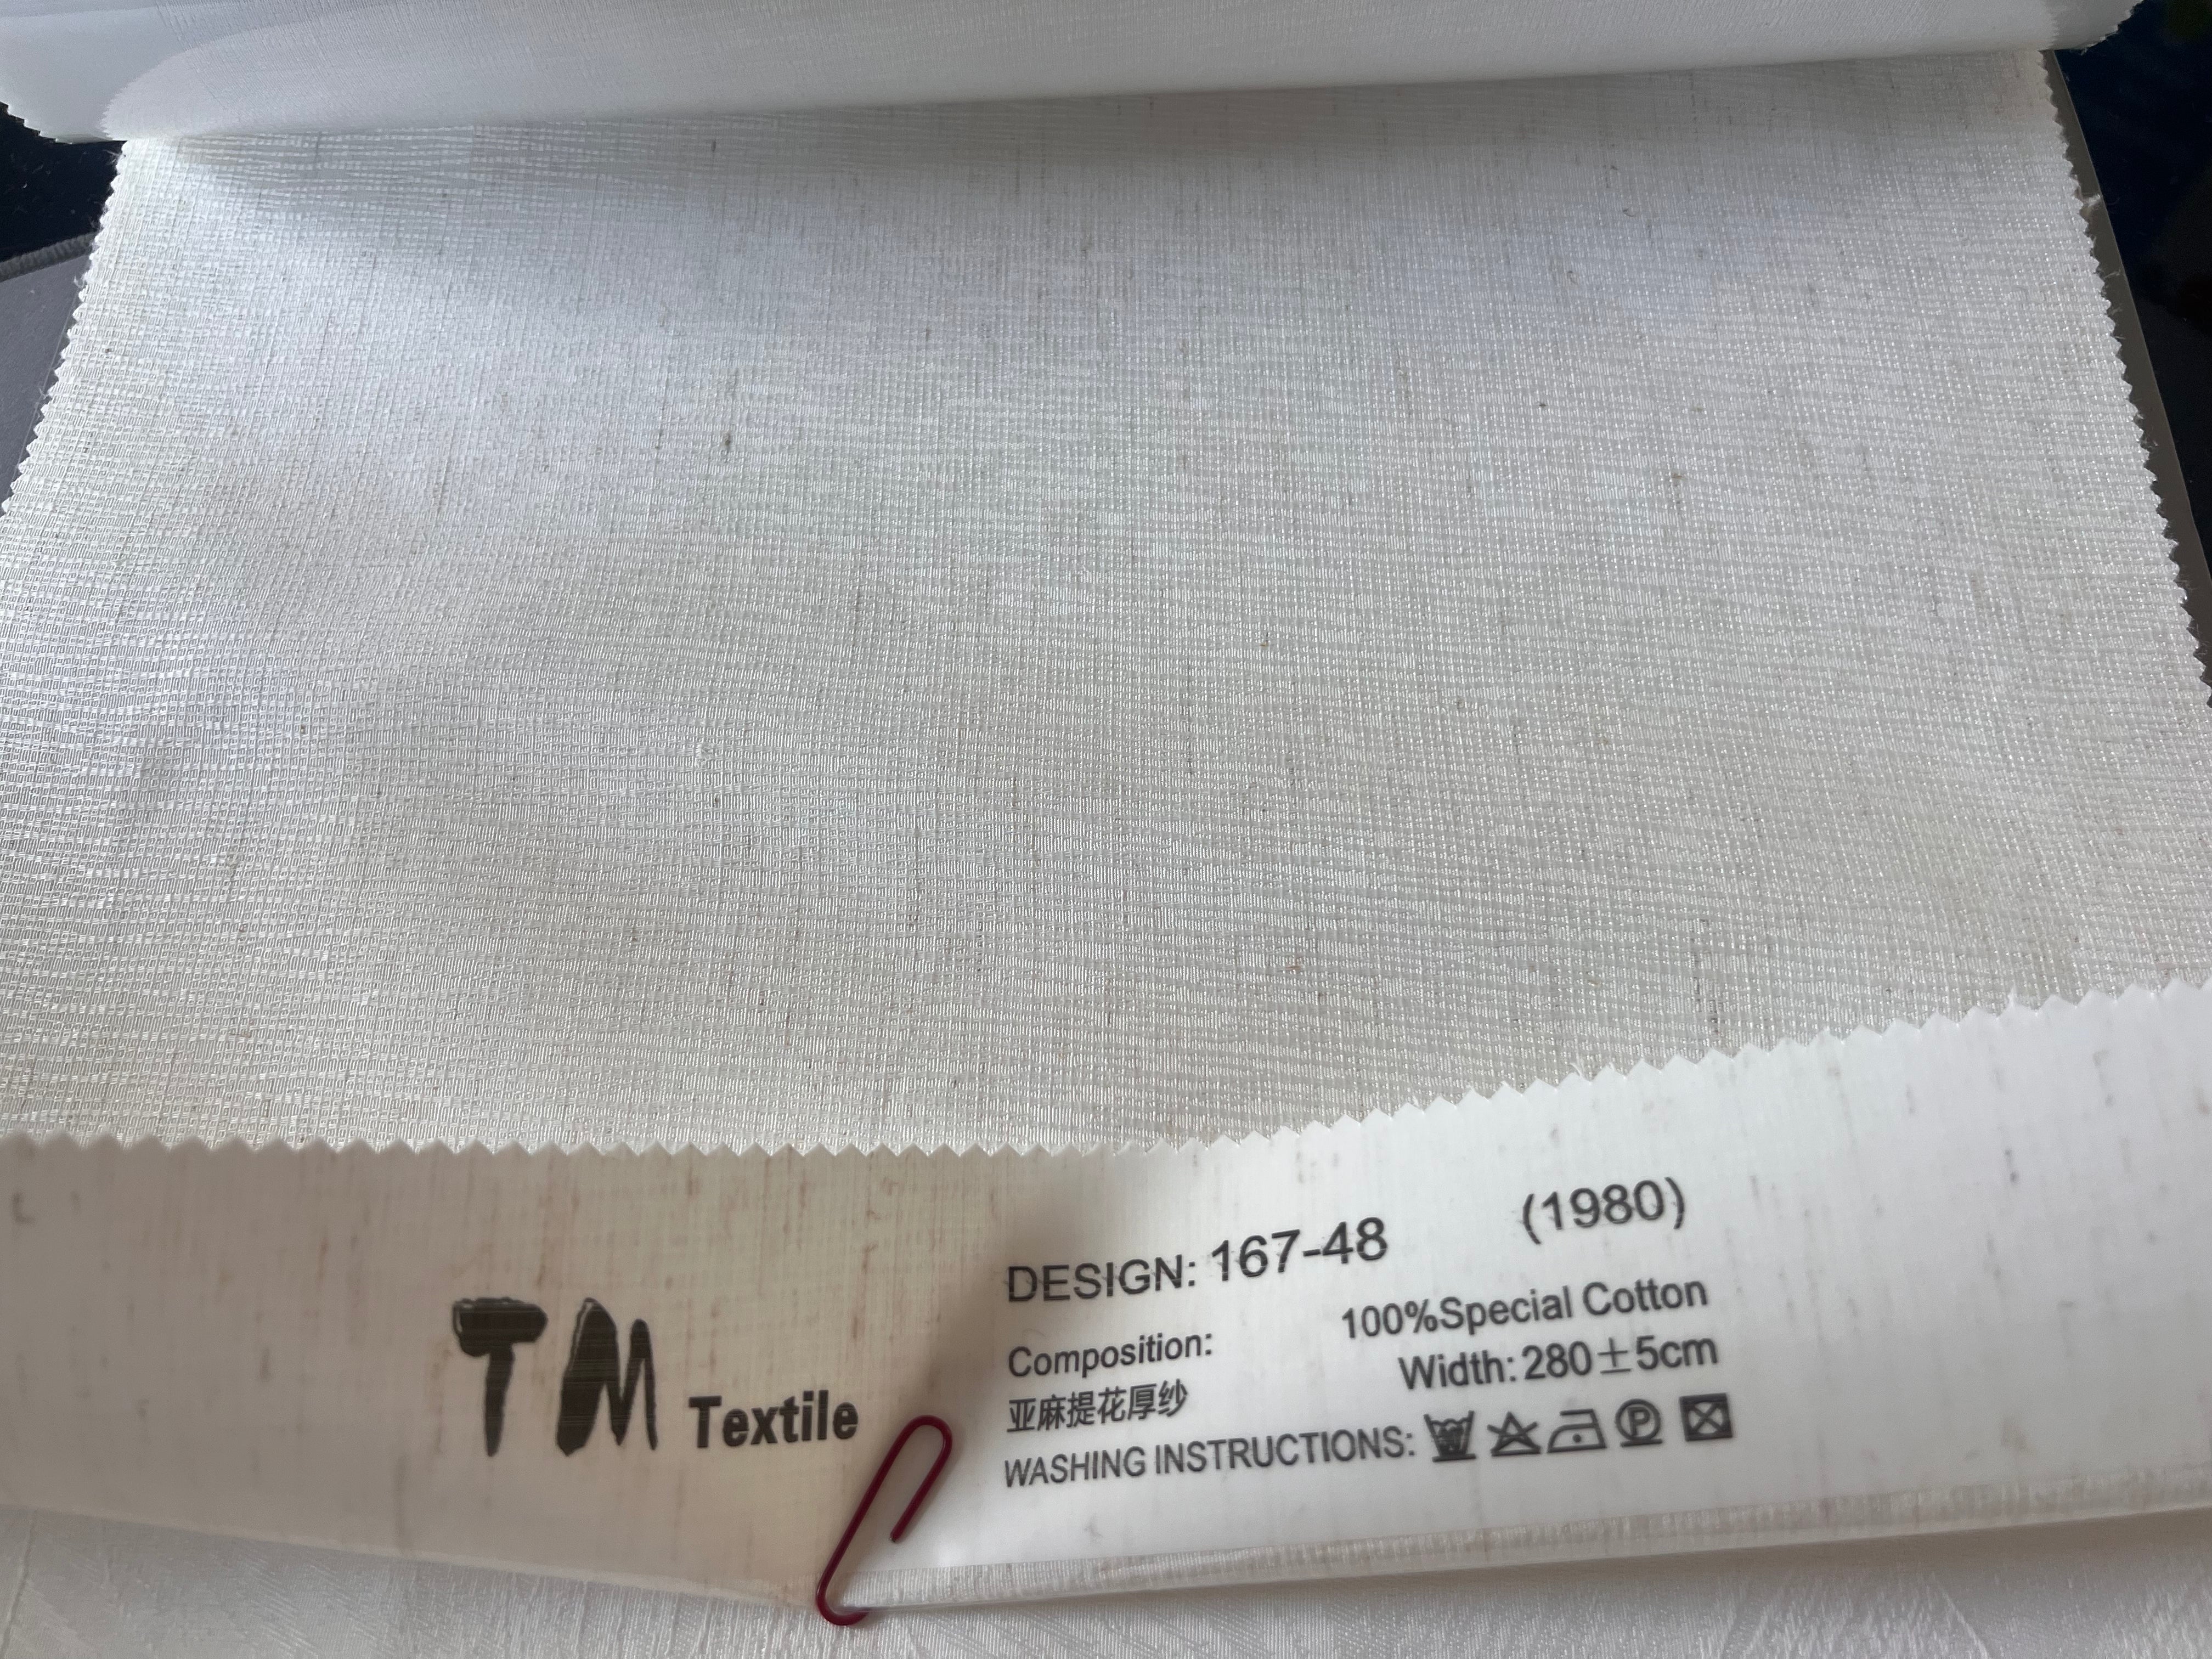 TM Textile
DESIGN: 167-48 (1980)
Composition: 100%Special Cotton
亚麻提花厚纱 Width: 280±5cm
WASHING INSTRUCTIONS: P